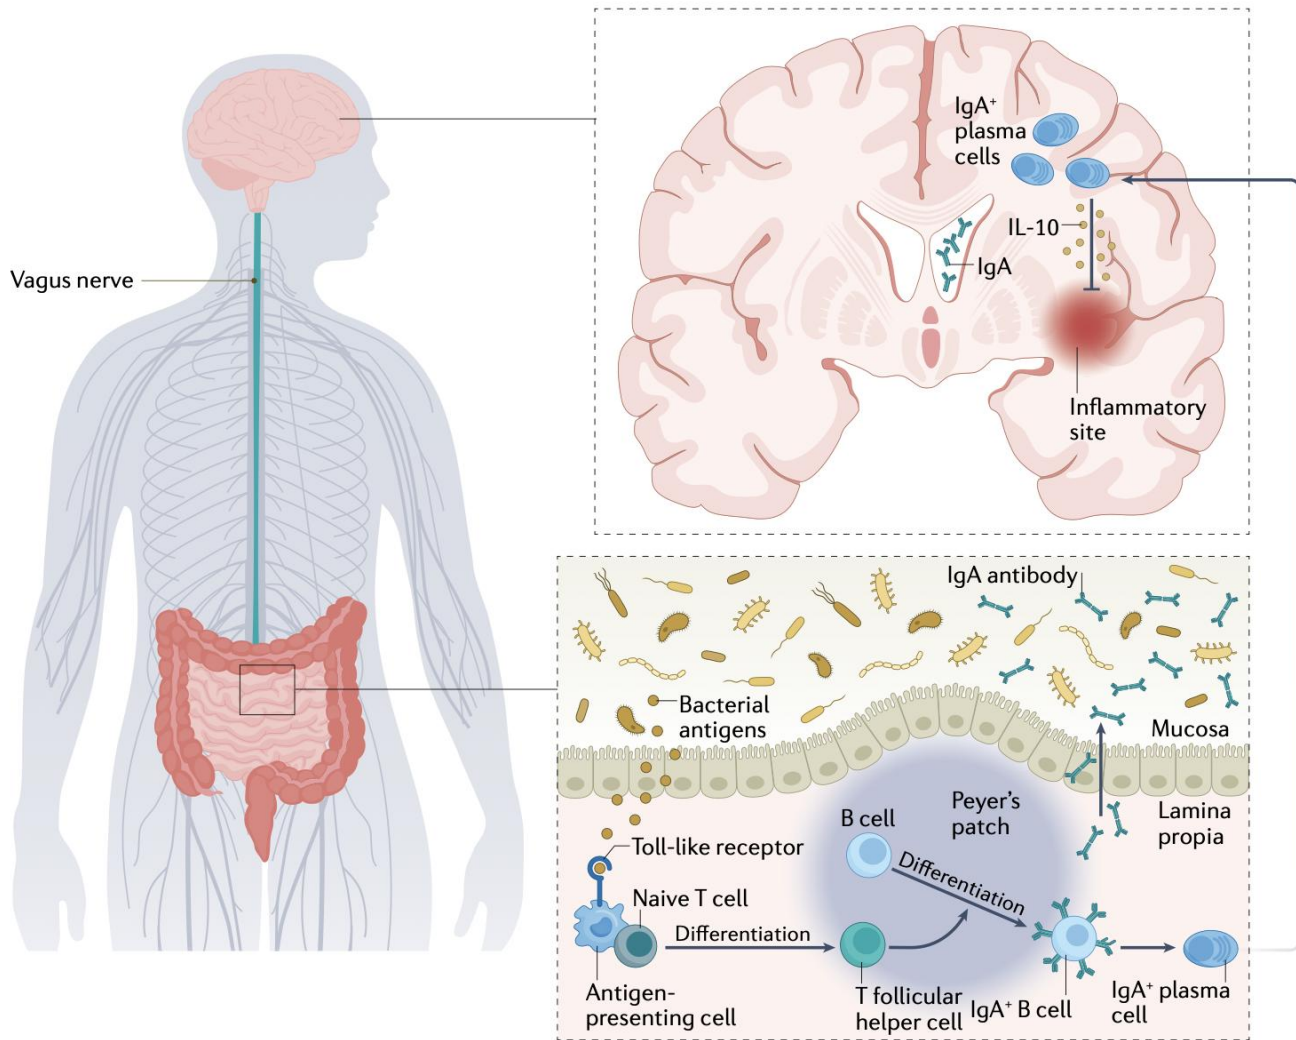 Vagus nerve
IgA⁺
plasma
cells
IL-10
IgA
Inflammatory
site
IgA antibody
Bacterial
antigens
Mucosa
Lamina
propia
Peyer's
patch
B cell
Toll-like receptor
Differentiation
Naive T cell
Differentiation
Antigen-
presenting cell
T follicular
helper cell
IgA⁺ B cell
IgA⁺ plasma
cell